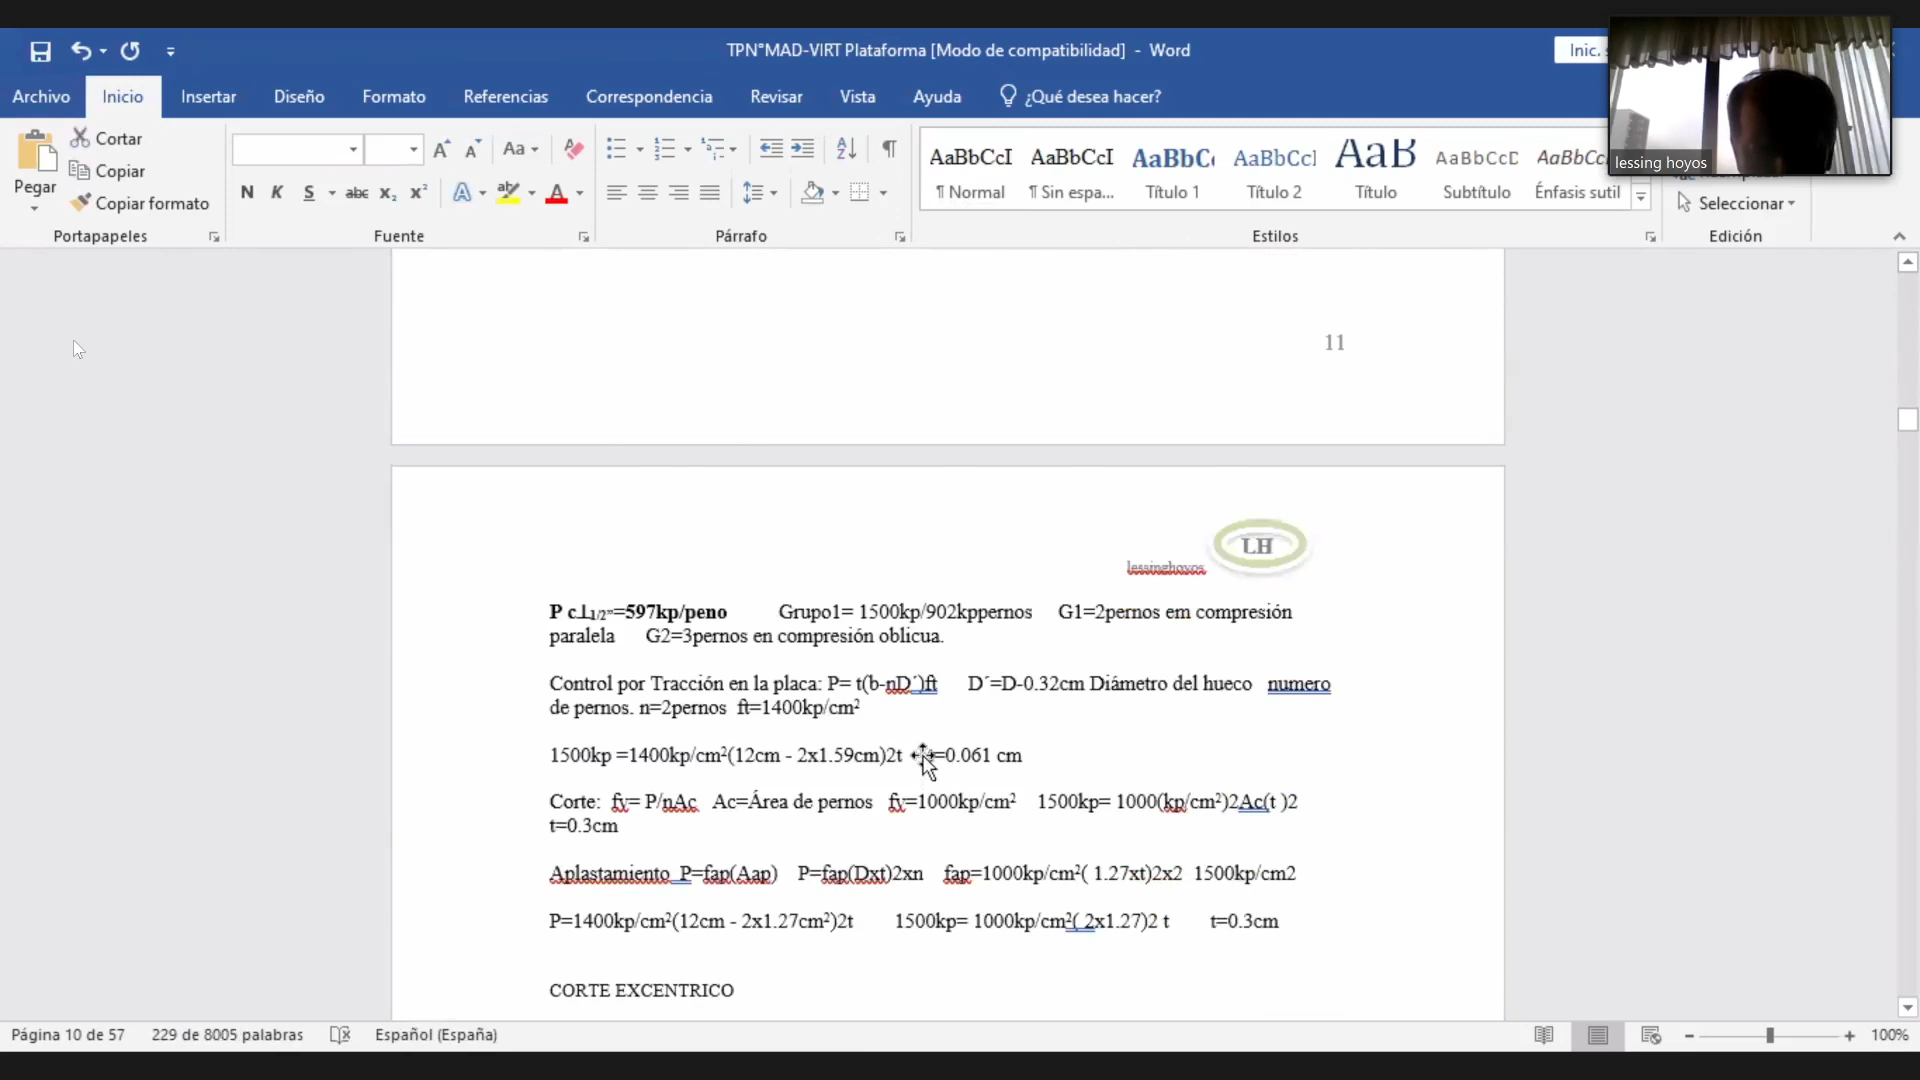 TPN°MAD-VIRT Plataforma [Modo de compatibilidad] - Word
Inic. s
Archivo Inicio Insertar Diseño Formato Referencias Correspondencia Revisar Vista Ayuda ¿Qué desea hacer?
lessing hoyos
Pegar
Cortar
Copiar
Copiar formato
Portapapeles
Aa
N K S abc x₂ x²
Fuente
Párrafo
AaBbCcI AaBbCcI AaBbC AaBbCcI AaB AaBbCcD AaBbCc
¶ Normal ¶ Sin espa... Título 1 Título 2 Título Subtítulo Énfasis sutil
Estilos
Seleccionar
Edición
11
LH
lessinghoyos
P c⊥1/2"=597kp/peno Grupo1= 1500kp/902kppernos G1=2pernos em compresión
paralela G2=3pernos en compresión oblicua.
Control por Tracción en la placa: P= t(b-nD´)ft D´=D-0.32cm Diámetro del hueco numero
de pernos. n=2pernos ft=1400kp/cm²
1500kp =1400kp/cm²(12cm - 2x1.59cm)2t =0.061 cm
Corte: fv= P/nAc Ac=Área de pernos fv=1000kp/cm² 1500kp= 1000(kp/cm²)2Ac(t )2
t=0.3cm
Aplastamiento P=fap(Aap) P=fap(Dxt)2xn fap=1000kp/cm²( 1.27xt)2x2 1500kp/cm2
P=1400kp/cm²(12cm - 2x1.27cm²)2t 1500kp= 1000kp/cm²( 2x1.27)2 t t=0.3cm
CORTE EXCENTRICO
Página 10 de 57 229 de 8005 palabras Español (España) 100%